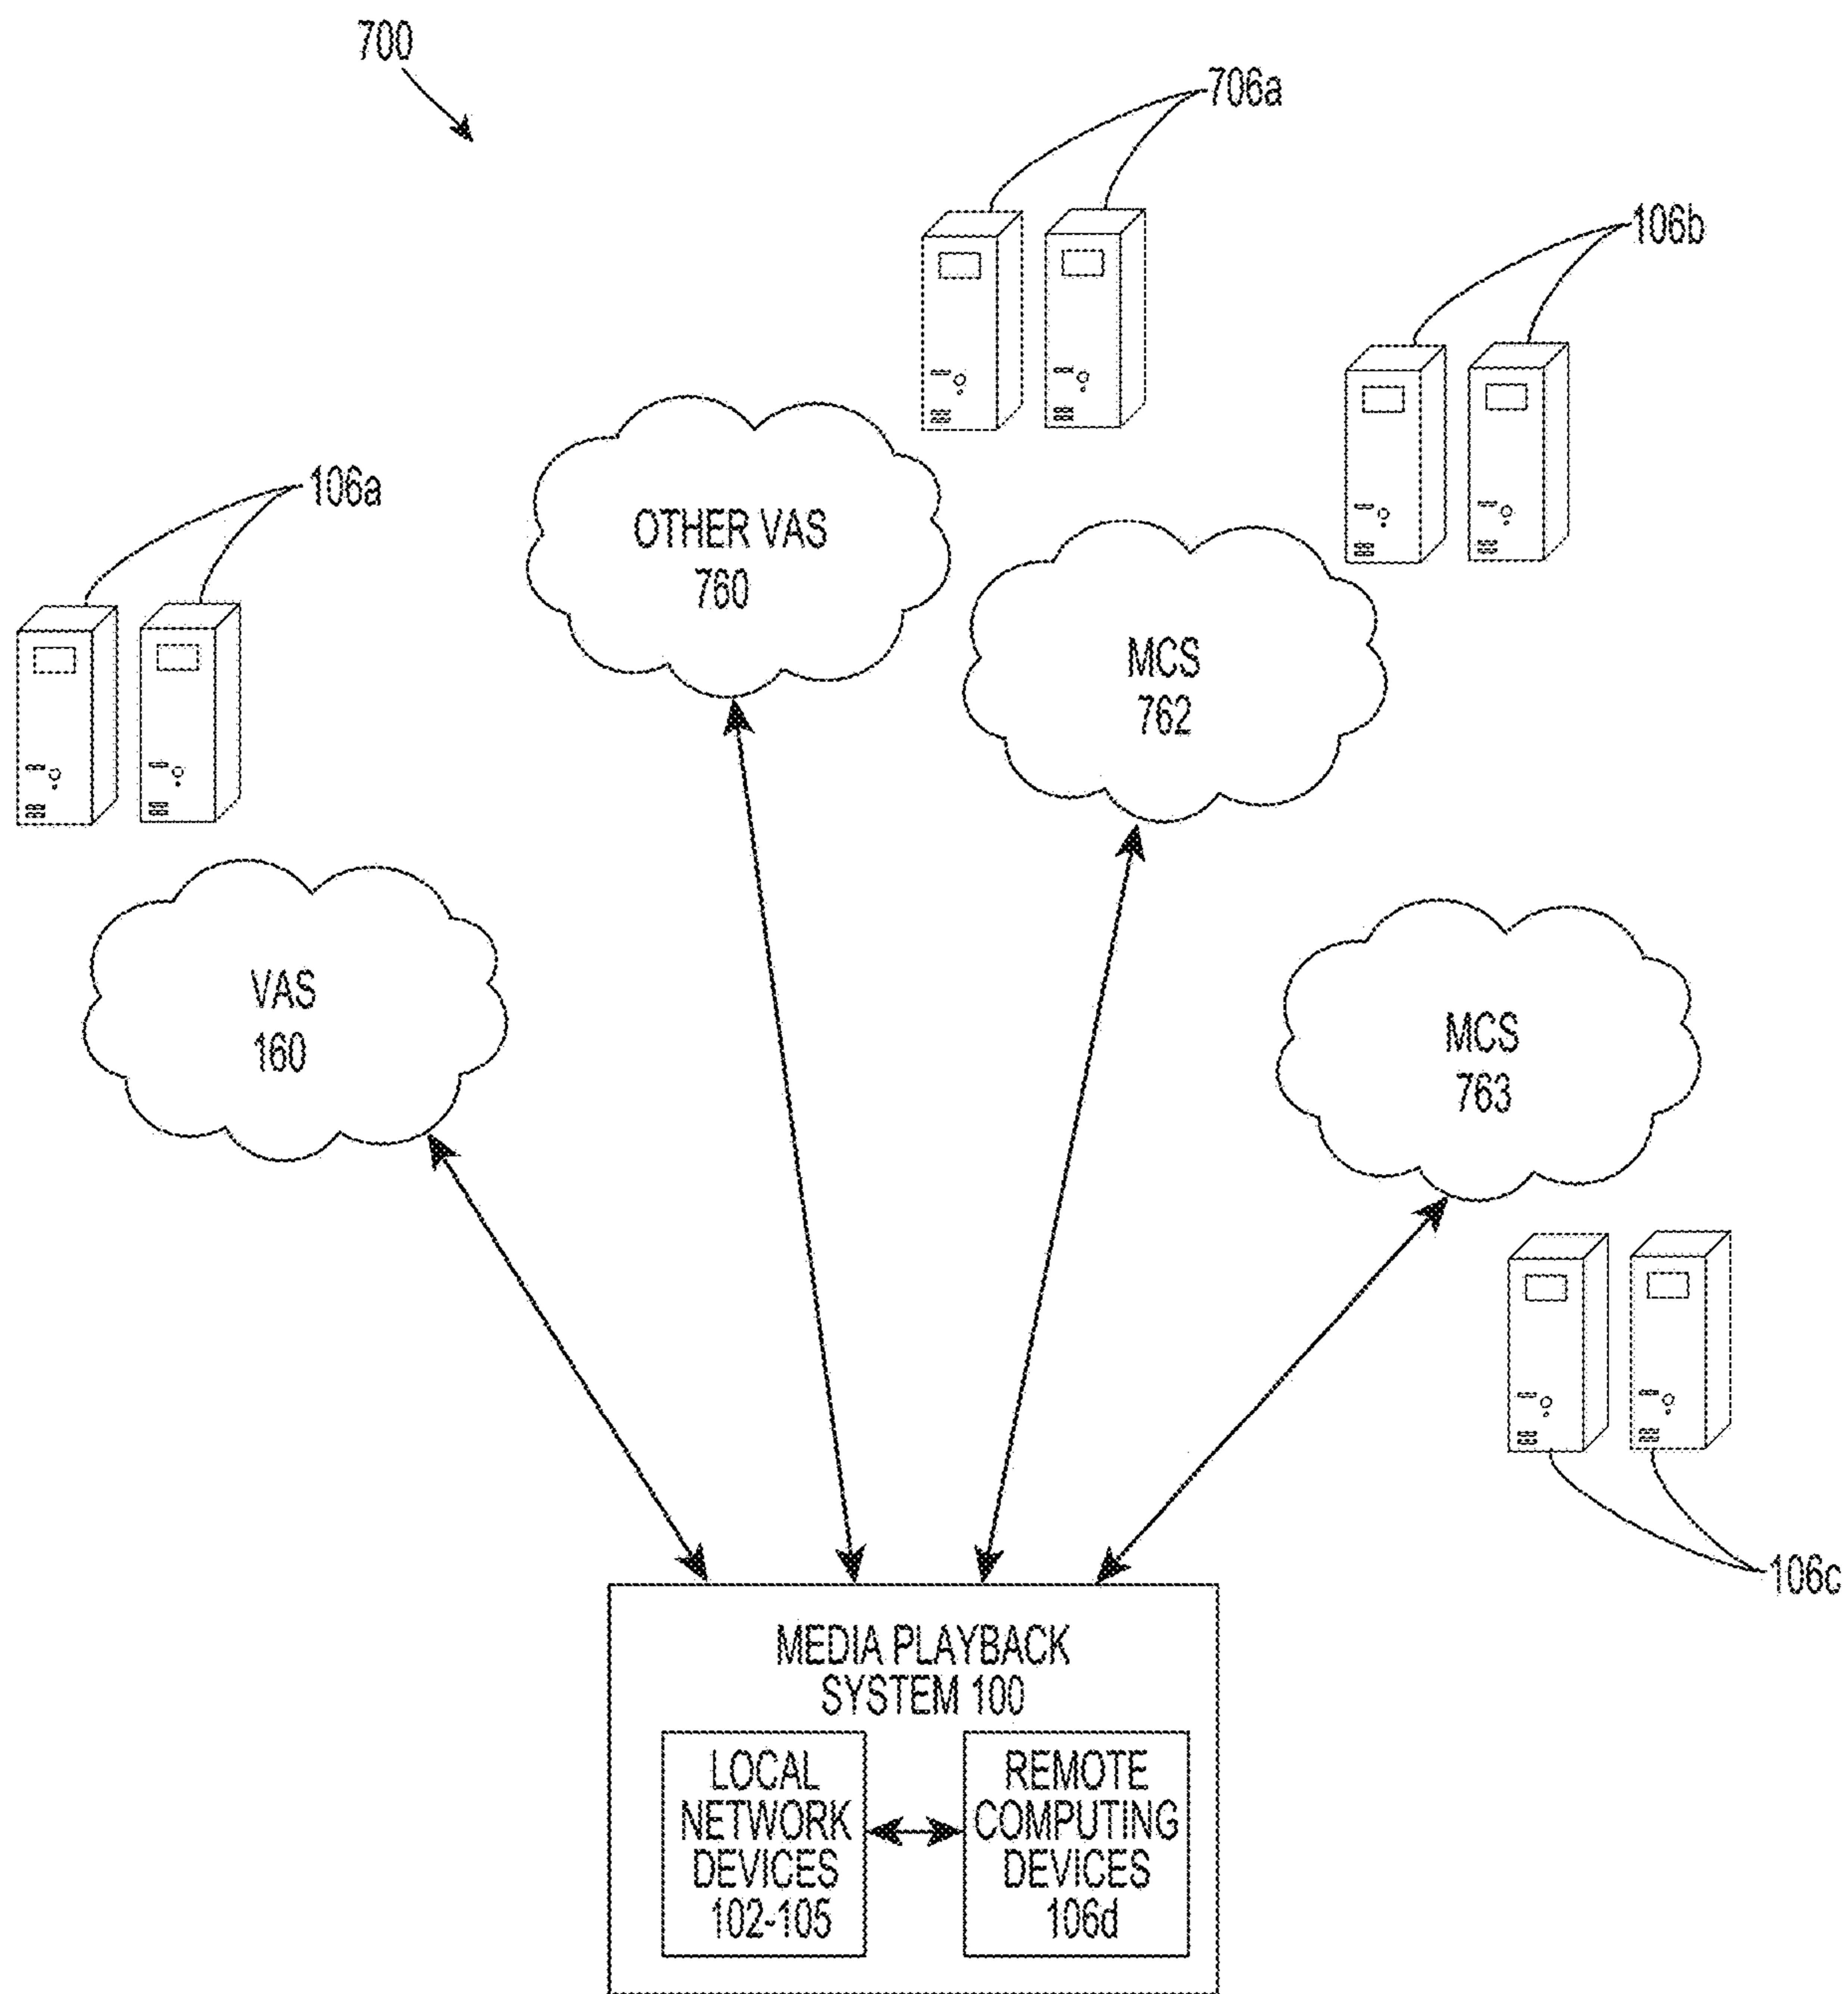 700
706a
106b
106a
OTHER VAS
760
MCS
762
VAS
160
MCS
763
106c
MEDIA PLAYBACK
SYSTEM 100
LOCAL
NETWORK
DEVICES
102-105
REMOTE
COMPUTING
DEVICES
106d